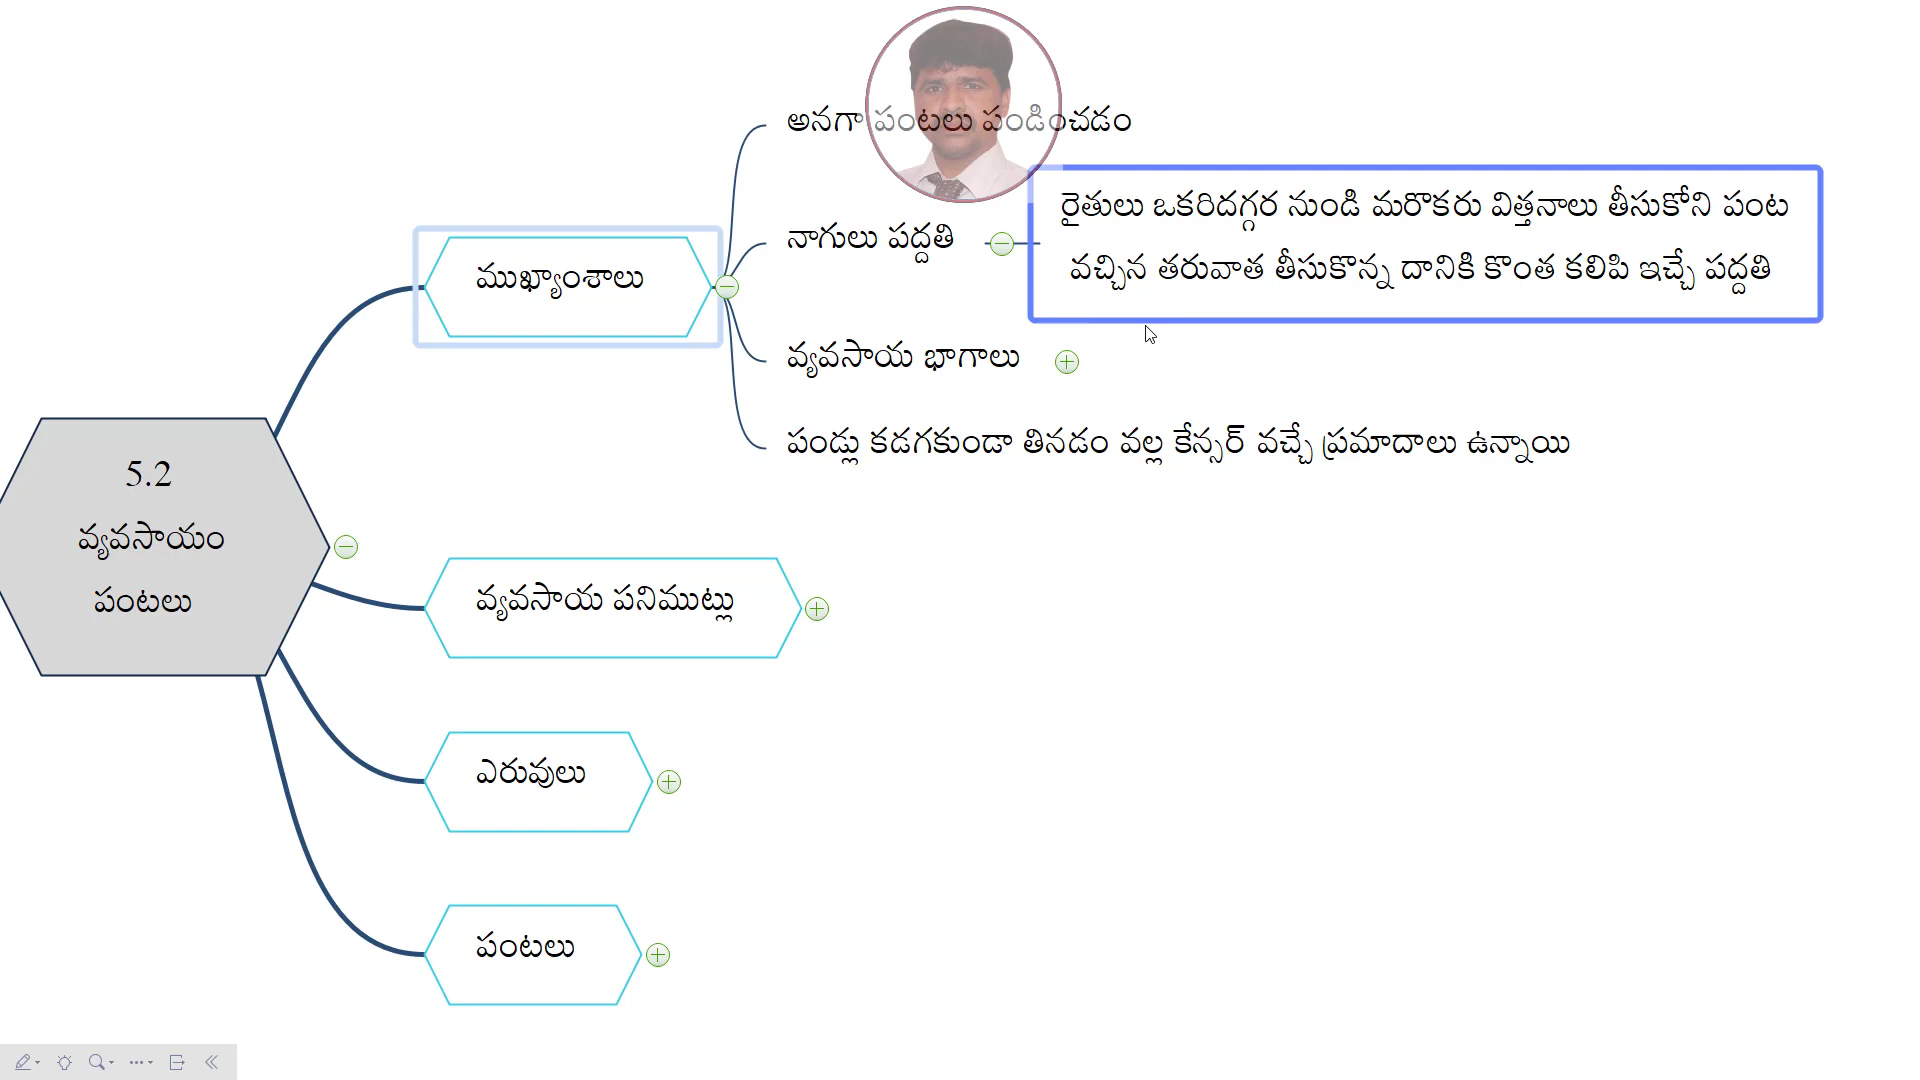 అనగా పంటలు పండించడం
రైతులు ఒకరిదగ్గర నుండి మరొకరు విత్తనాలు తీసుకోని పంట
నాగులు పద్దతి
వచ్చిన తరువాత తీసుకొన్న దానికి కొంత కలిపి ఇచ్చే పద్దతి
ముఖ్యాంశాలు
వ్యవసాయ భాగాలు
పండ్లు కడగకుండా తినడం వల్ల కేన్సర్ వచ్చే ప్రమాదాలు ఉన్నాయి
5.2
వ్యవసాయం
పంటలు
వ్యవసాయ పనిముట్లు
ఎరువులు
పంటలు